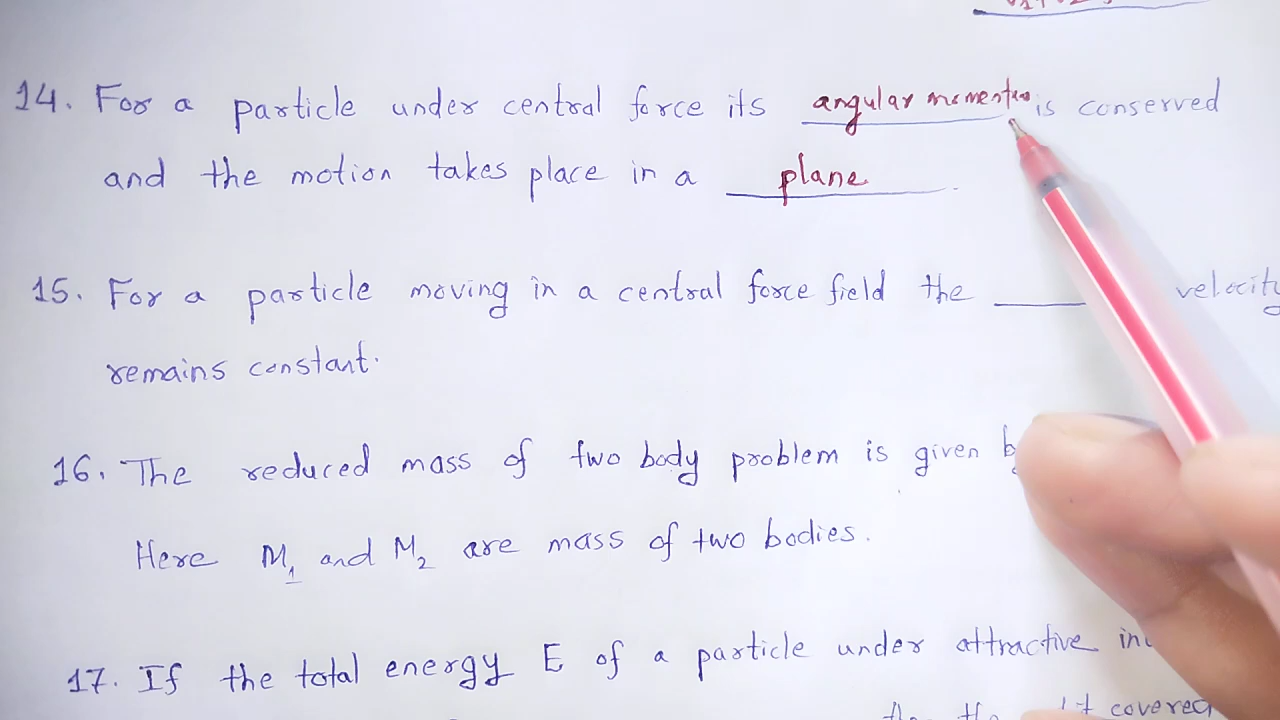 14. For a particle under central force its angular momentum is conserved
and the motion takes place in a plane.
15. For a particle moving in a central force field the ______ velocity
remains constant.
16. The reduced mass of two body problem is given
Here M₁ and M₂ are mass of two bodies.
17. If the total energy E of a particle under attractive
covered